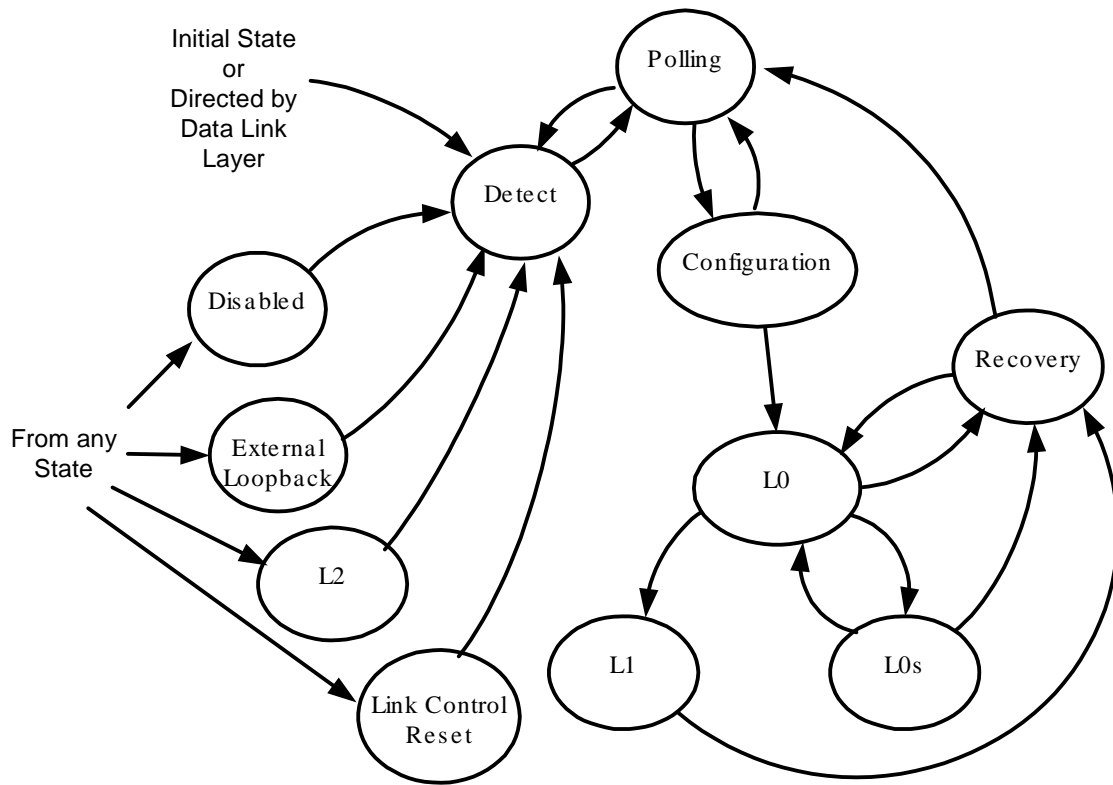 Initial State
or
Directed by
Data Link
Layer
Polling
Detect
Configuration
Disabled
Recovery
From any
State
External
Loopback
L0
L2
L1
L0s
Link Control
Reset